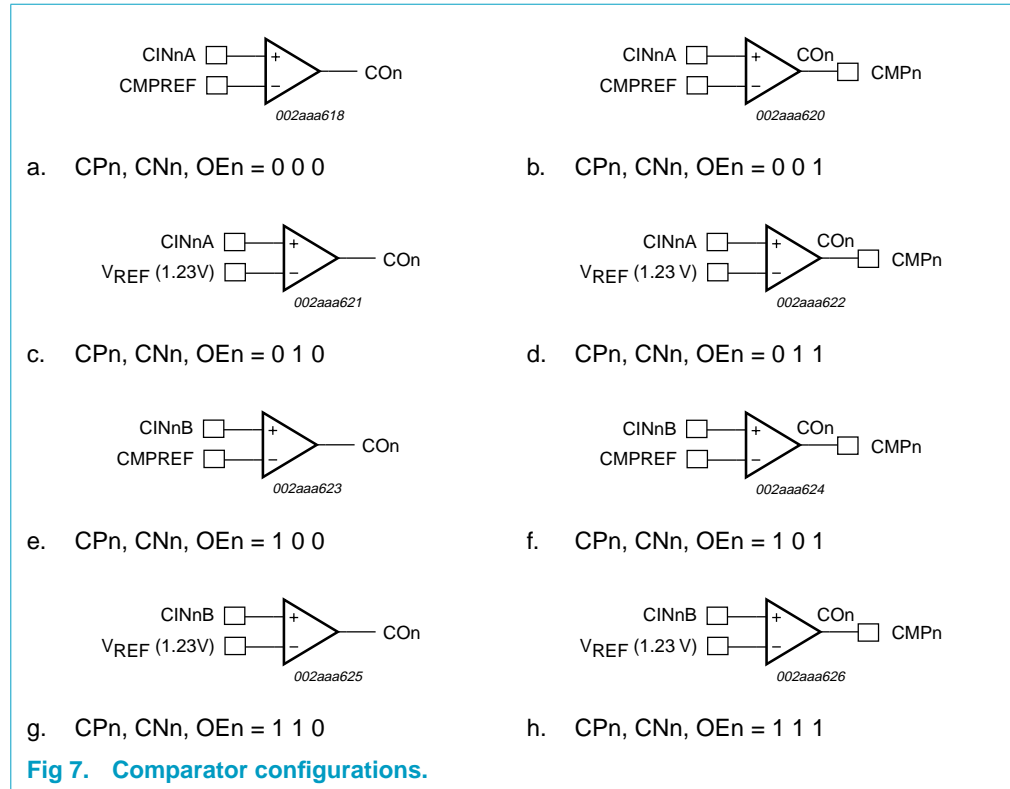 CINnA + COn
CMPREF −
002aaa618
a. CPn, CNn, OEn = 0 0 0
CINnA + COn CMPn
CMPREF −
002aaa620
b. CPn, CNn, OEn = 0 0 1
CINnA + COn
VREF (1.23V) −
002aaa621
c. CPn, CNn, OEn = 0 1 0
CINnA + COn CMPn
VREF (1.23 V) −
002aaa622
d. CPn, CNn, OEn = 0 1 1
CINnB + COn
CMPREF −
002aaa623
e. CPn, CNn, OEn = 1 0 0
CINnB + COn CMPn
CMPREF −
002aaa624
f. CPn, CNn, OEn = 1 0 1
CINnB + COn
VREF (1.23V) −
002aaa625
g. CPn, CNn, OEn = 1 1 0
CINnB + COn CMPn
VREF (1.23 V) −
002aaa626
h. CPn, CNn, OEn = 1 1 1
Fig 7. Comparator configurations.